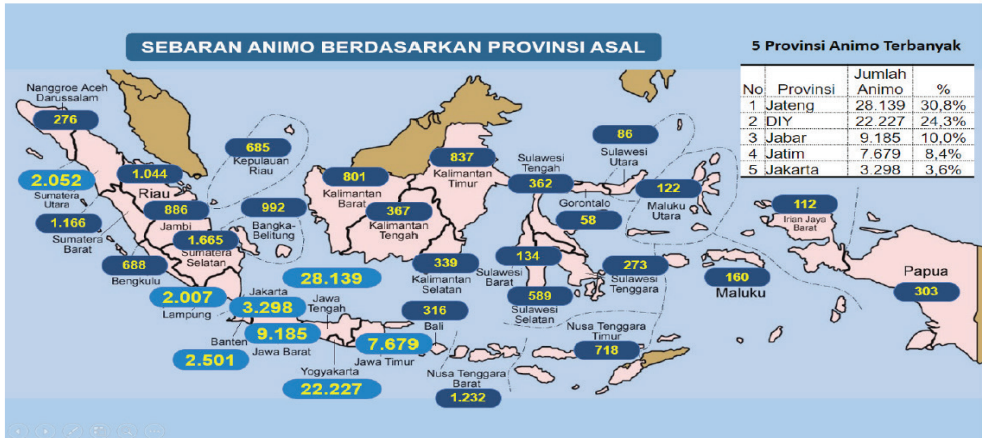 SEBARAN ANIMO BERDASARKAN PROVINSI ASAL
5 Provinsi Animo Terbanyak
No Provinsi Jumlah Animo %
1 Jateng 28.139 30,8%
2 DIY 22.227 24,3%
3 Jabar 9.185 10,0%
4 Jatim 7.679 8,4%
5 Jakarta 3.298 3,6%
Nanggroe Aceh
Darussalam
276
2.052
Sumatera
Utara
1.044
Riau
685
Kepulauan
Riau
1.166
Sumatera
Barat
886
Jambi
992
Bangka-
Belitung
1.665
Sumatera
Selatan
688
Bengkulu
2.007
Lampung
Jakarta
3.298
28.139
Jawa
Tengah
Banten
2.501
9.185
Jawa Barat
Yogyakarta
22.227
7.679
Jawa Timur
316
Bali
Nusa Tenggara
Barat
1.232
Nusa Tenggara
Timur
718
801
Kalimantan
Barat
837
Kalimantan
Timur
367
Kalimantan
Tengah
339
Kalimantan
Selatan
Sulawesi
Tengah
362
86
Sulawesi
Utara
Gorontalo
58
122
Maluku
Utara
134
Sulawesi
Barat
589
Sulawesi
Selatan
273
Sulawesi
Tenggara
160
Maluku
112
Irian Jaya
Barat
Papua
303